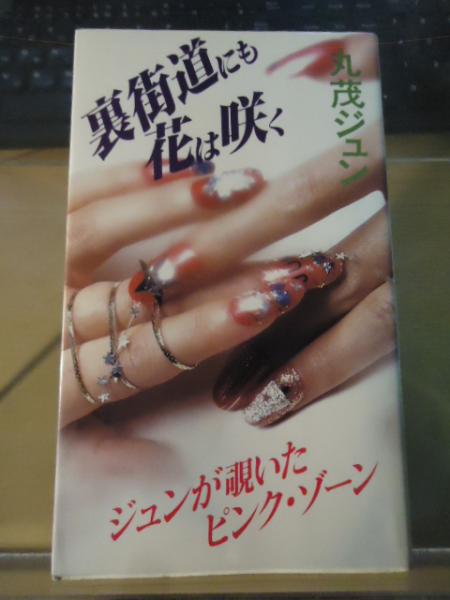 裏街道にも
花は咲く
丸茂ジュン
ジュンが覗いた
ピンク・ゾーン